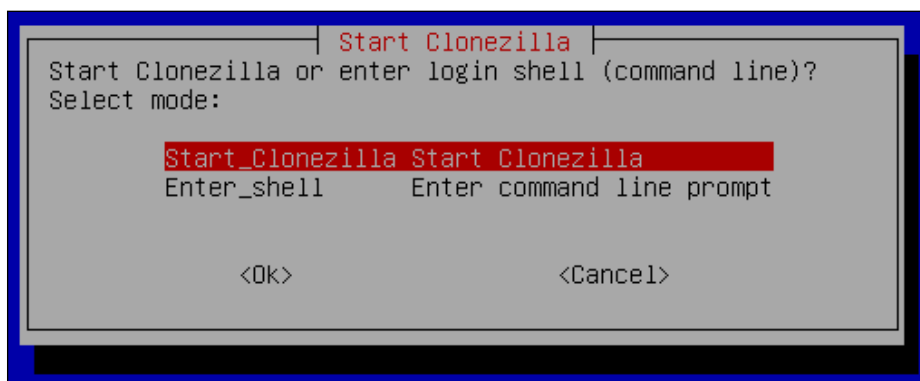 Start Clonezilla
Start Clonezilla or enter login shell (command line)?
Select mode:
Start_Clonezilla Start Clonezilla
Enter_shell Enter command line prompt
<Ok> <Cancel>